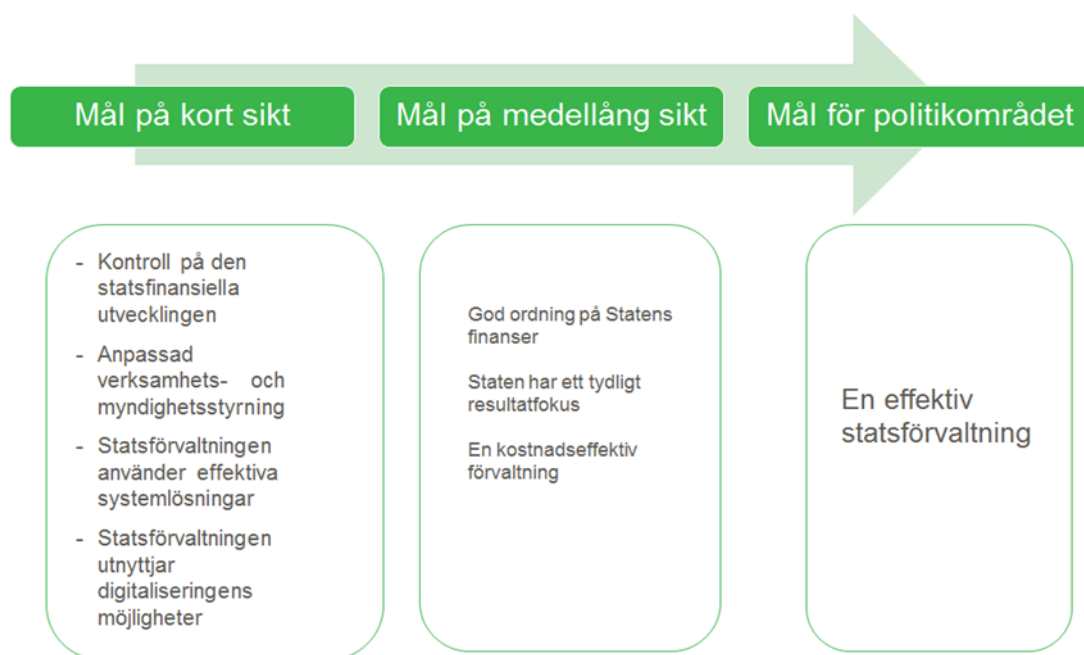 Mål på kort sikt
Mål på medellång sikt
Mål för politikområdet
- Kontroll på den
statsfinansiella
utvecklingen
- Anpassad
verksamhets- och
myndighetsstyrning
- Statsförvaltningen
använder effektiva
systemlösningar
- Statsförvaltningen
utnyttjar
digitaliseringens
möjligheter
God ordning på Statens
finanser
Staten har ett tydligt
resultatfokus
En kostnadseffektiv
förvaltning
En effektiv
statsförvaltning